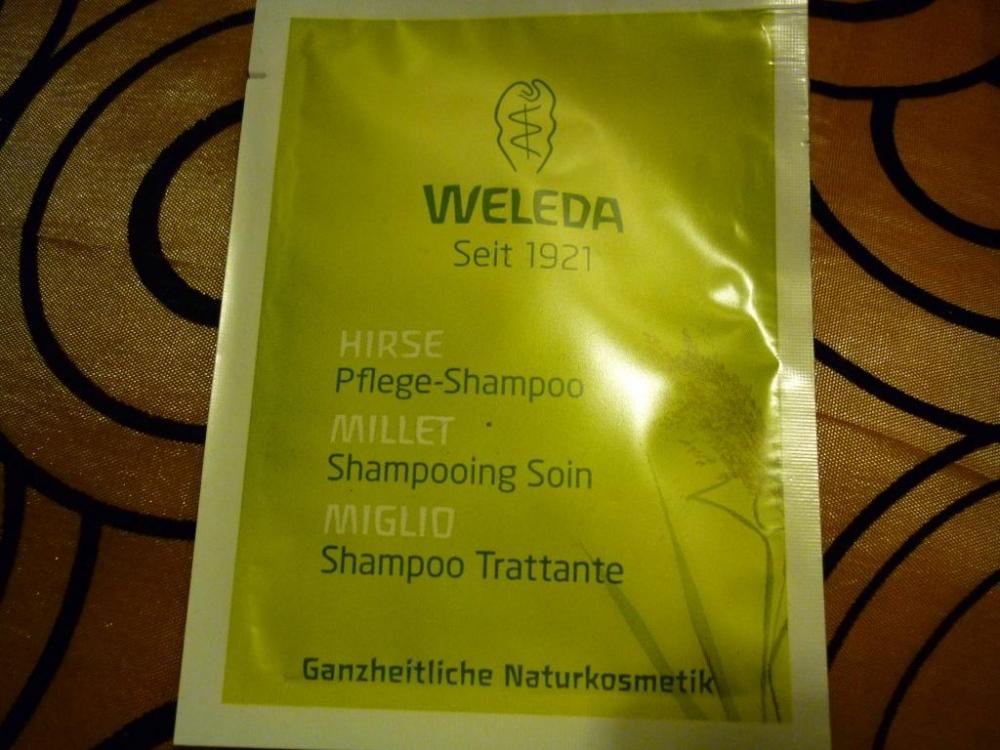 WELEDA
Seit 1921
HIRSE
Pflege-Shampoo
MILLET
Shampooing Soin
MIGLIO
Shampoo Trattante
Ganzheitliche Naturkosmetik